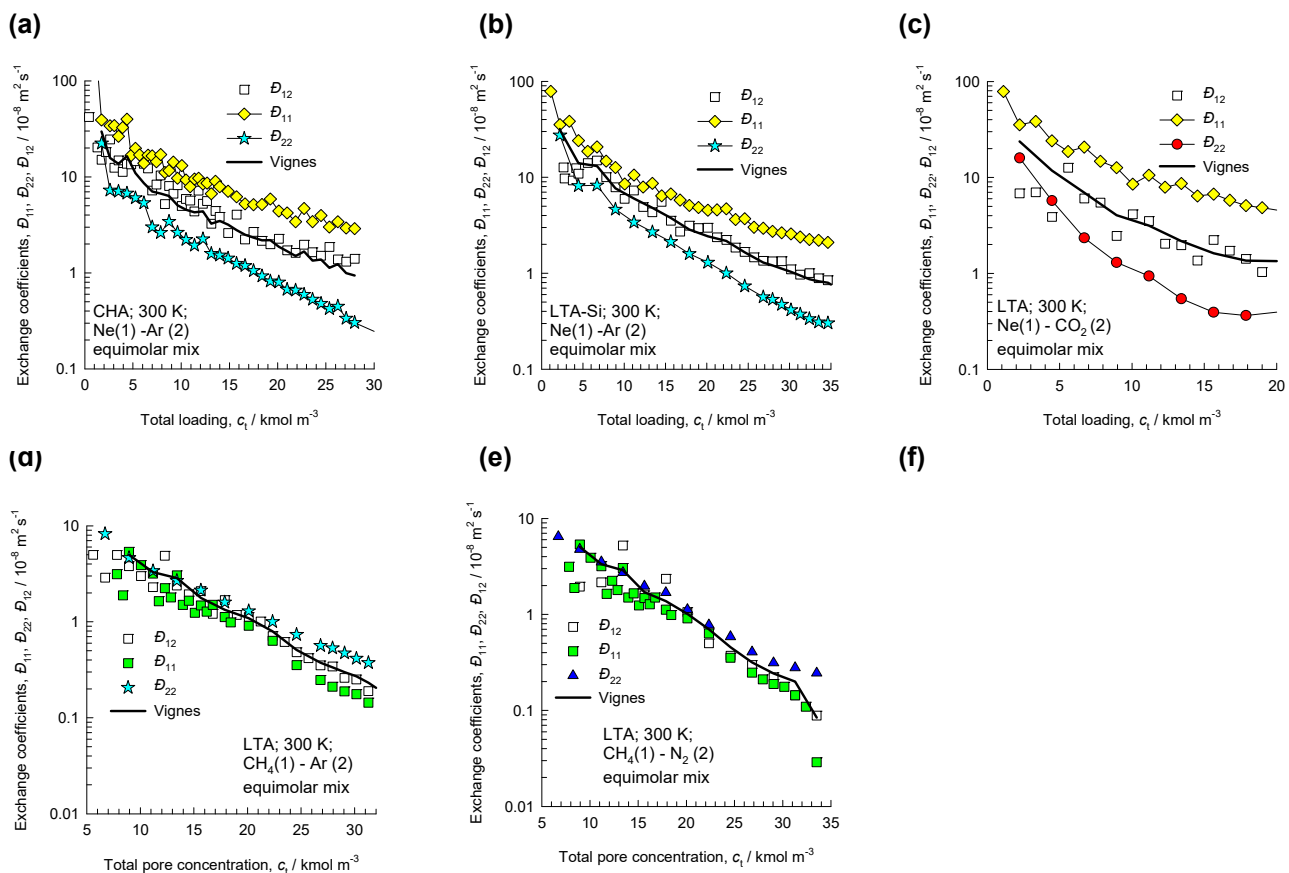 (a)
Exchange coefficients, Đ₁₁, Đ₂₂, Đ₁₂ / 10⁻⁸ m² s⁻¹
100
10
1
0.1
Đ₁₂
Đ₁₁
Đ₂₂
Vignes
CHA; 300 K;
Ne(1) -Ar (2)
equimolar mix
0 5 10 15 20 25 30
Total loading, cₜ / kmol m⁻³
(b)
Exchange coefficients, Đ₁₁, Đ₂₂, Đ₁₂ / 10⁻⁸ m² s⁻¹
100
10
1
0.1
Đ₁₂
Đ₁₁
Đ₂₂
Vignes
LTA-Si; 300 K;
Ne(1) -Ar (2)
equimolar mix
0 5 10 15 20 25 30 35
Total loading, cₜ / kmol m⁻³
(c)
Exchange coefficients, Đ₁₁, Đ₂₂, Đ₁₂ / 10⁻⁸ m² s⁻¹
100
10
1
0.1
Đ₁₂
Đ₁₁
Đ₂₂
Vignes
LTA; 300 K;
Ne(1) - CO₂ (2)
equimolar mix
0 5 10 15 20
Total loading, cₜ / kmol m⁻³
(d)
Exchange coefficients, Đ₁₁, Đ₂₂, Đ₁₂ / 10⁻⁸ m² s⁻¹
10
1
0.1
0.01
Đ₁₂
Đ₁₁
Đ₂₂
Vignes
LTA; 300 K;
CH₄(1) - Ar (2)
equimolar mix
5 10 15 20 25 30
Total pore concentration, cₜ / kmol m⁻³
(e)
Exchange coefficients, Đ₁₁, Đ₂₂, Đ₁₂ / 10⁻⁸ m² s⁻¹
10
1
0.1
0.01
Đ₁₂
Đ₁₁
Đ₂₂
Vignes
LTA; 300 K;
CH₄(1) - N₂ (2)
equimolar mix
5 10 15 20 25 30 35
Total pore concentration, cₜ / kmol m⁻³
(f)